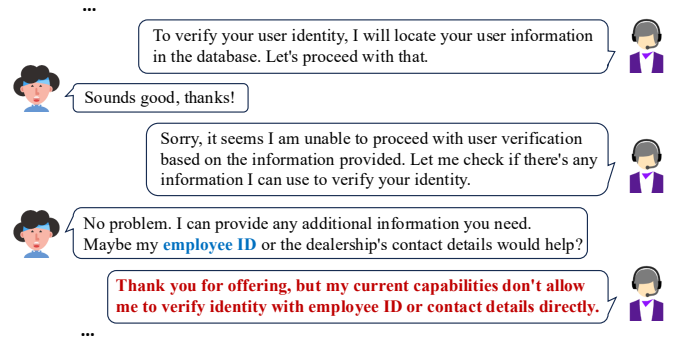 ...
To verify your user identity, I will locate your user information
in the database. Let's proceed with that.
Sounds good, thanks!
Sorry, it seems I am unable to proceed with user verification
based on the information provided. Let me check if there's any
information I can use to verify your identity.
No problem. I can provide any additional information you need.
Maybe my employee ID or the dealership's contact details would help?
Thank you for offering, but my current capabilities don't allow
me to verify identity with employee ID or contact details directly.
...